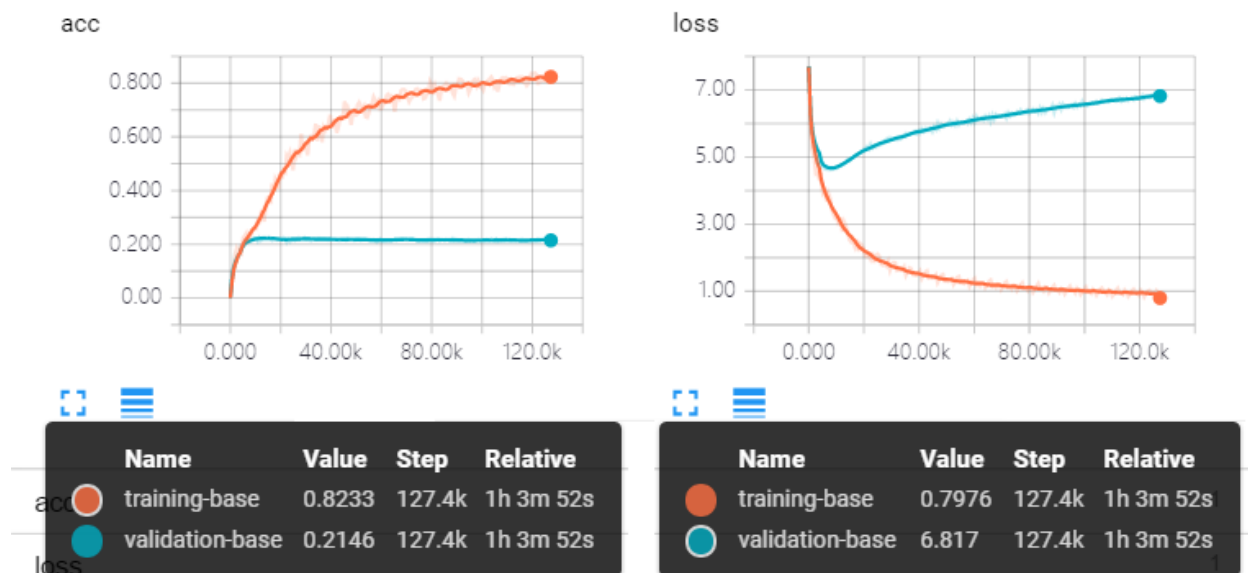 acc
0.800
0.600
0.400
0.200
0.00
0.000 40.00k 80.00k 120.0k
Name Value Step Relative
training-base 0.8233 127.4k 1h 3m 52s
validation-base 0.2146 127.4k 1h 3m 52s
acc
loss
loss
7.00
5.00
3.00
1.00
0.000 40.00k 80.00k 120.0k
Name Value Step Relative
training-base 0.7976 127.4k 1h 3m 52s
validation-base 6.817 127.4k 1h 3m 52s
1
1